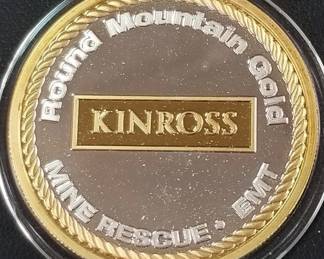 Round Mountain Gold
KINROSS
MINE RESCUE • EMT